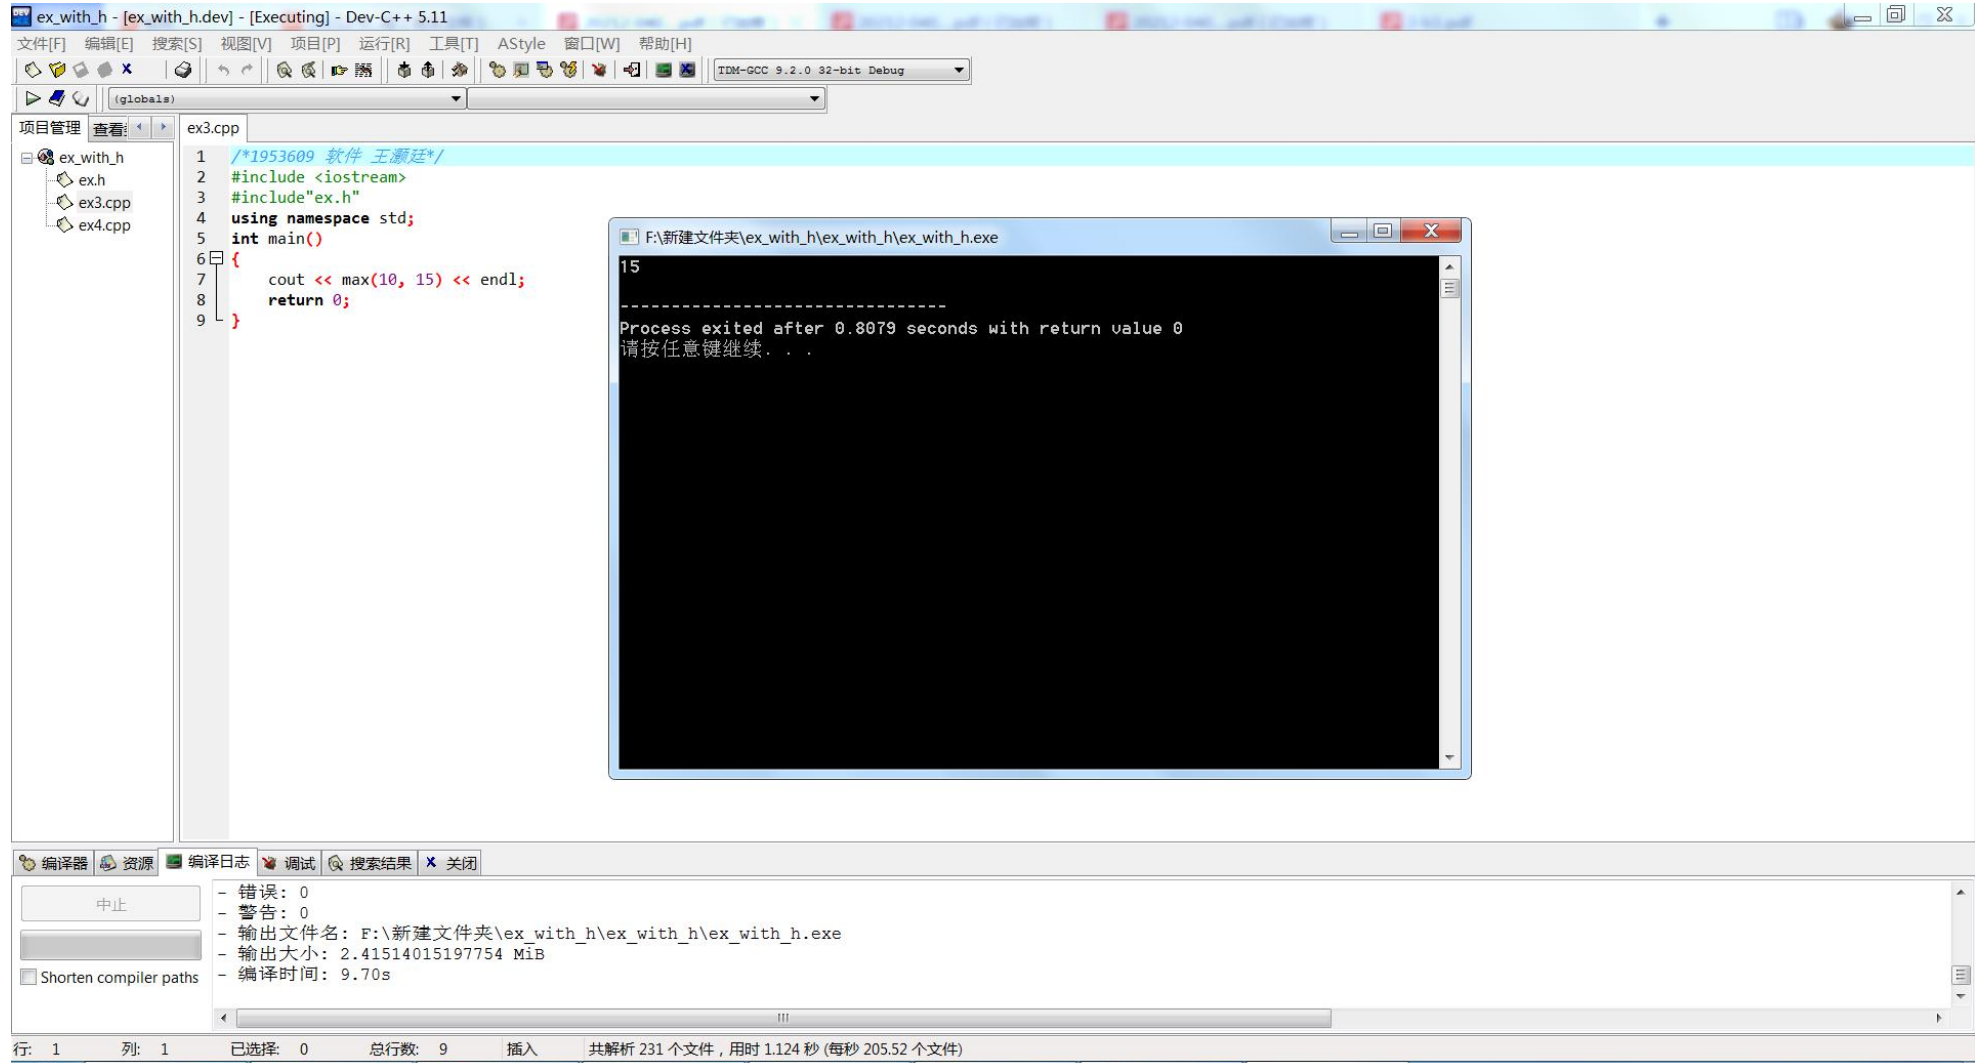 ex_with_h - [ex_with_h.dev] - [Executing] - Dev-C++ 5.11
文件[F] 编辑[E] 搜索[S] 视图[V] 项目[P] 运行[R] 工具[T] AStyle 窗口[W] 帮助[H]
TDM-GCC 9.2.0 32-bit Debug
(globals)
项目管理 查看 ex3.cpp
ex_with_h
ex.h
ex3.cpp
ex4.cpp
1 /*1953609 软件 王灏廷*/
2 #include <iostream>
3 #include"ex.h"
4 using namespace std;
5 int main()
6 {
7 cout << max(10, 15) << endl;
8 return 0;
9 }
F:\新建文件夹\ex_with_h\ex_with_h\ex_with_h.exe
15
--------------------------------
Process exited after 0.8079 seconds with return value 0
请按任意键继续. . .
编译器 资源 编译日志 调试 搜索结果 关闭
中止
Shorten compiler paths
- 错误: 0
- 警告: 0
- 输出文件名: F:\新建文件夹\ex_with_h\ex_with_h\ex_with_h.exe
- 输出大小: 2.41514015197754 MiB
- 编译时间: 9.70s
行: 1 列: 1 已选择: 0 总行数: 9 插入 共解析 231 个文件 , 用时 1.124 秒 (每秒 205.52 个文件)